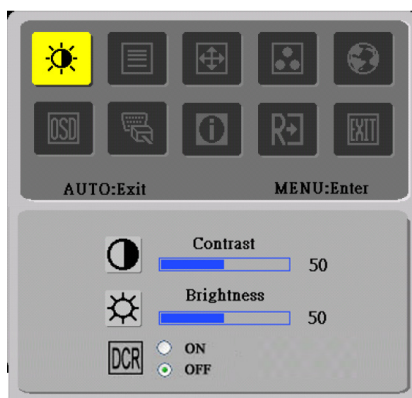 OSD R EXIT
AUTO:Exit MENU:Enter
Contrast
50
Brightness
50
DCR ON
OFF